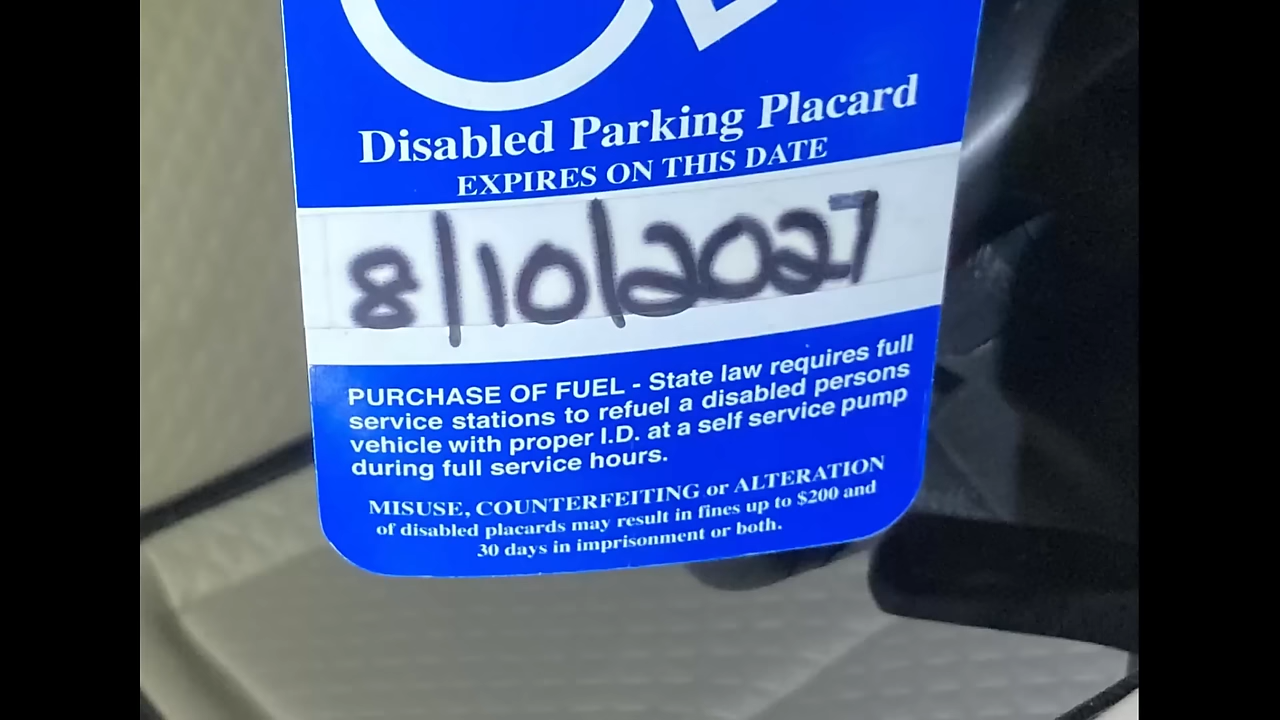 Disabled Parking Placard
EXPIRES ON THIS DATE
8/10/2027
PURCHASE OF FUEL - State law requires full
service stations to refuel a disabled persons
vehicle with proper I.D. at a self service pump
during full service hours.
MISUSE, COUNTERFEITING or ALTERATION
of disabled placards may result in fines up to $200 and
30 days in imprisonment or both.